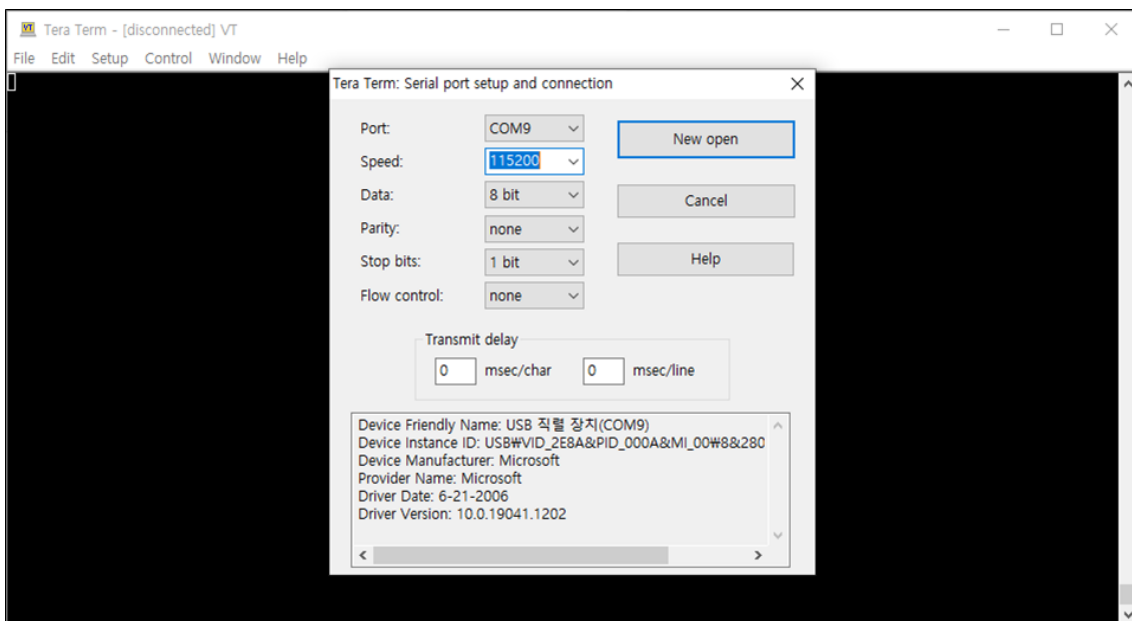 Tera Term - [disconnected] VT
File Edit Setup Control Window Help
Tera Term: Serial port setup and connection
Port: COM9
New open
Speed: 115200
Data: 8 bit
Cancel
Parity: none
Stop bits: 1 bit
Help
Flow control: none
Transmit delay
0 msec/char 0 msec/line
Device Friendly Name: USB 직렬 장치(COM9)
Device Instance ID: USB₩VID_2E8A&PID_000A&MI_00₩8&280
Device Manufacturer: Microsoft
Provider Name: Microsoft
Driver Date: 6-21-2006
Driver Version: 10.0.19041.1202